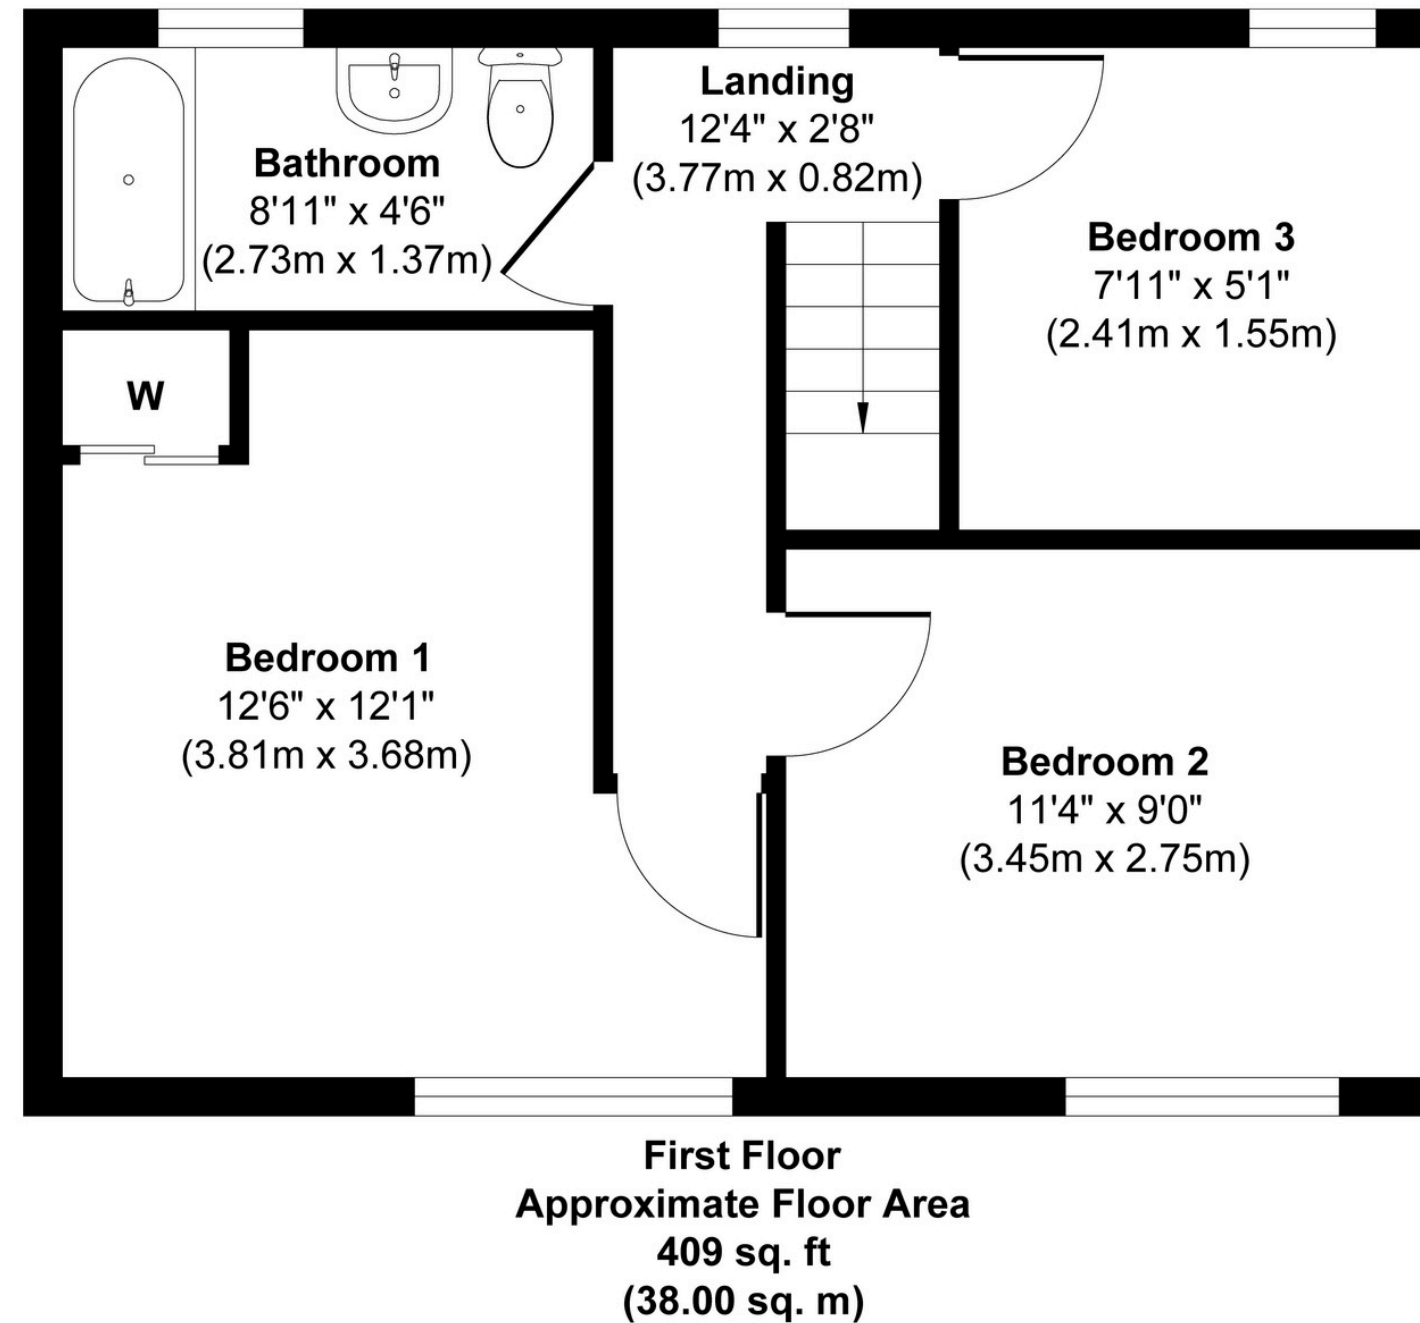 Landing
12'4" x 2'8"
(3.77m x 0.82m)
Bathroom
8'11" x 4'6"
(2.73m x 1.37m)
Bedroom 3
7'11" x 5'1"
(2.41m x 1.55m)
W
Bedroom 1
12'6" x 12'1"
(3.81m x 3.68m)
Bedroom 2
11'4" x 9'0"
(3.45m x 2.75m)
First Floor
Approximate Floor Area
409 sq. ft
(38.00 sq. m)